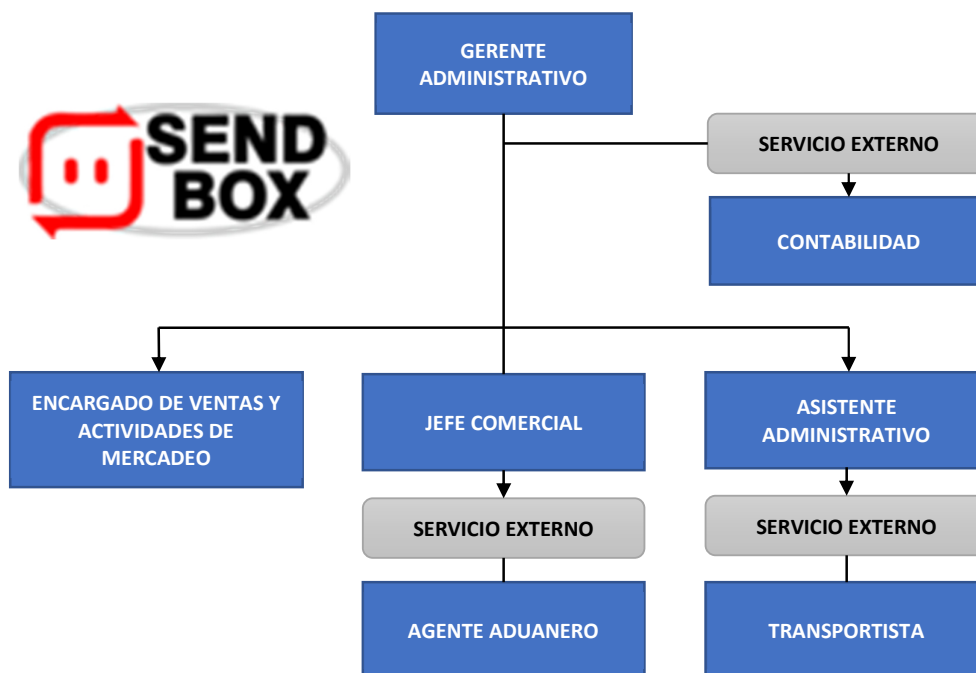 GERENTE
ADMINISTRATIVO
SEND
BOX
SERVICIO EXTERNO
CONTABILIDAD
ENCARGADO DE VENTAS Y
ACTIVIDADES DE
MERCADEO
JEFE COMERCIAL
ASISTENTE
ADMINISTRATIVO
SERVICIO EXTERNO
SERVICIO EXTERNO
AGENTE ADUANERO
TRANSPORTISTA